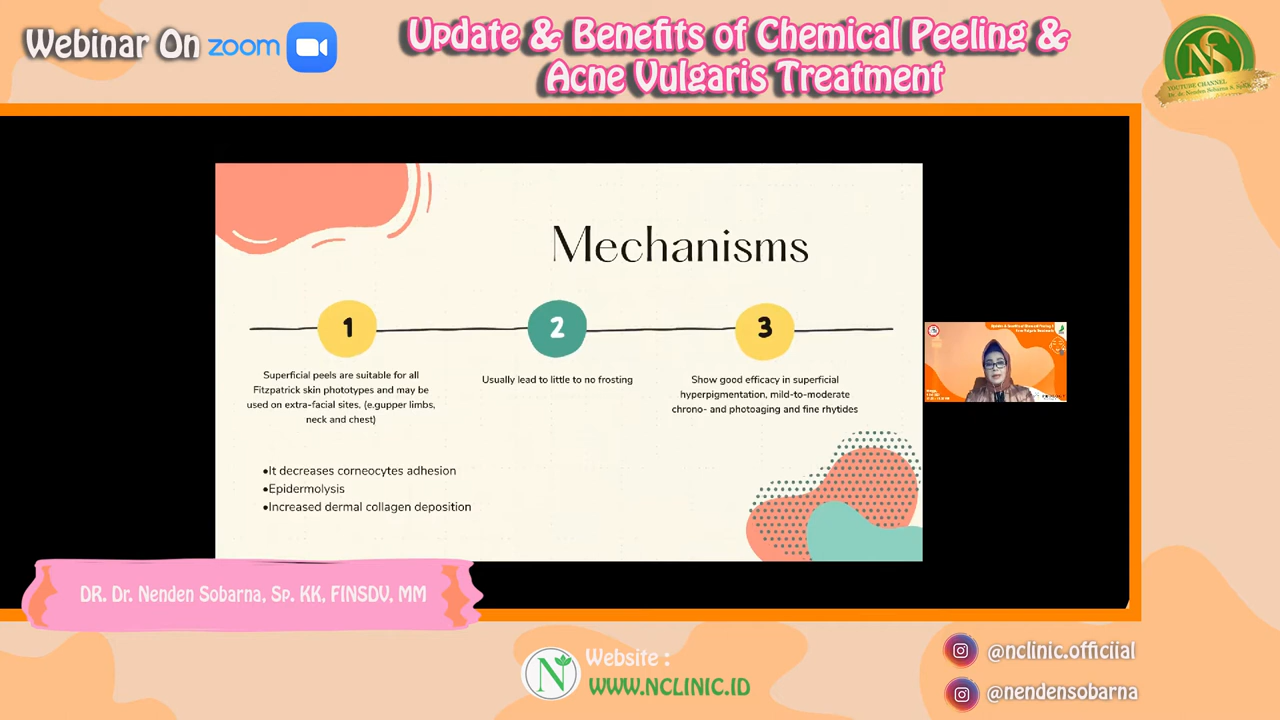 Webinar On zoom
Update & Benefits of Chemical Peeling &
Acne Vulgaris Treatment
NS
YOUTUBE CHANNEL
Mechanisms
1
2
3
Superficial peels are suitable for all
Fitzpatrick skin phototypes and may be
used on extra-facial sites, (e.gupper limbs,
neck and chest)
Usually lead to little to no frosting
Show good efficacy in superficial
hyperpigmentation, mild-to-moderate
chrono- and photoaging and fine rhytides
•It decreases corneocytes adhesion
•Epidermolysis
•Increased dermal collagen deposition
DR. Dr. Nenden Sobarna, Sp. KK, FINSDV, MM
N
Website :
WWW.NCLINIC.ID
@nclinic.officiial
@nendensobarna